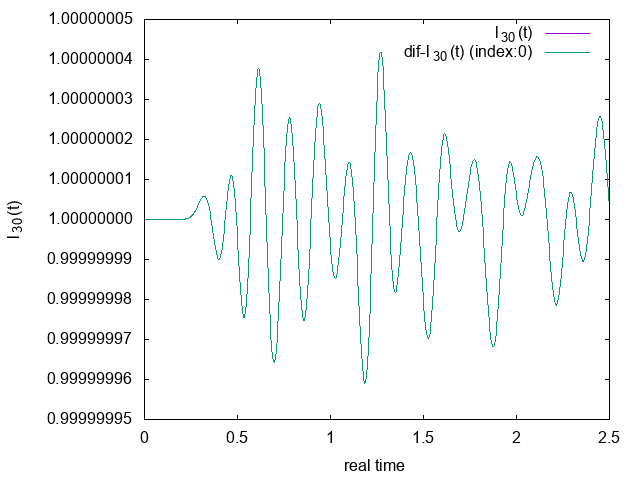 1.00000005
1.00000004
1.00000003
1.00000002
1.00000001
1.00000000
0.99999999
0.99999998
0.99999997
0.99999996
0.99999995
I30(t)
I30(t)
dif-I30(t) (index:0)
0 0.5 1 1.5 2 2.5
real time